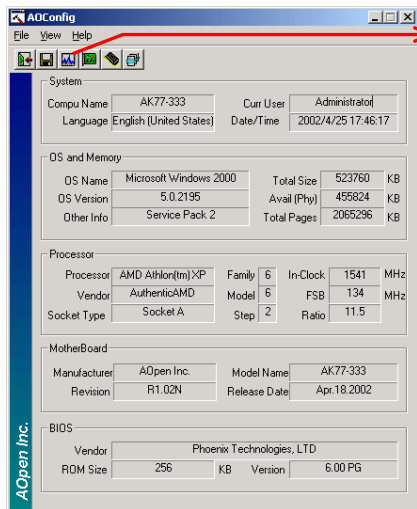 AOConfig
File View Help
System
Compu Name AK77-333 Curr User Administrator
Language English (United States) Date/Time 2002/4/25 17:46:17
OS and Memory
OS Name Microsoft Windows 2000 Total Size 523760 KB
OS Version 5.0.2195 Avail (Phy) 455824 KB
Other Info Service Pack 2 Total Pages 2065296 KB
Processor
Processor AMD Athlon(tm) XP Family 6 In-Clock 1541 MHz
Vendor AuthenticAMD Model 6 FSB 134 MHz
Socket Type Socket A Step 2 Ratio 11.5
MotherBoard
Manufacturer AOpen Inc. Model Name AK77-333
Revision R1.02N Release Date Apr.18.2002
BIOS
Vendor Phoenix Technologies, LTD
ROM Size 256 KB Version 6.00 PG
AOpen Inc.